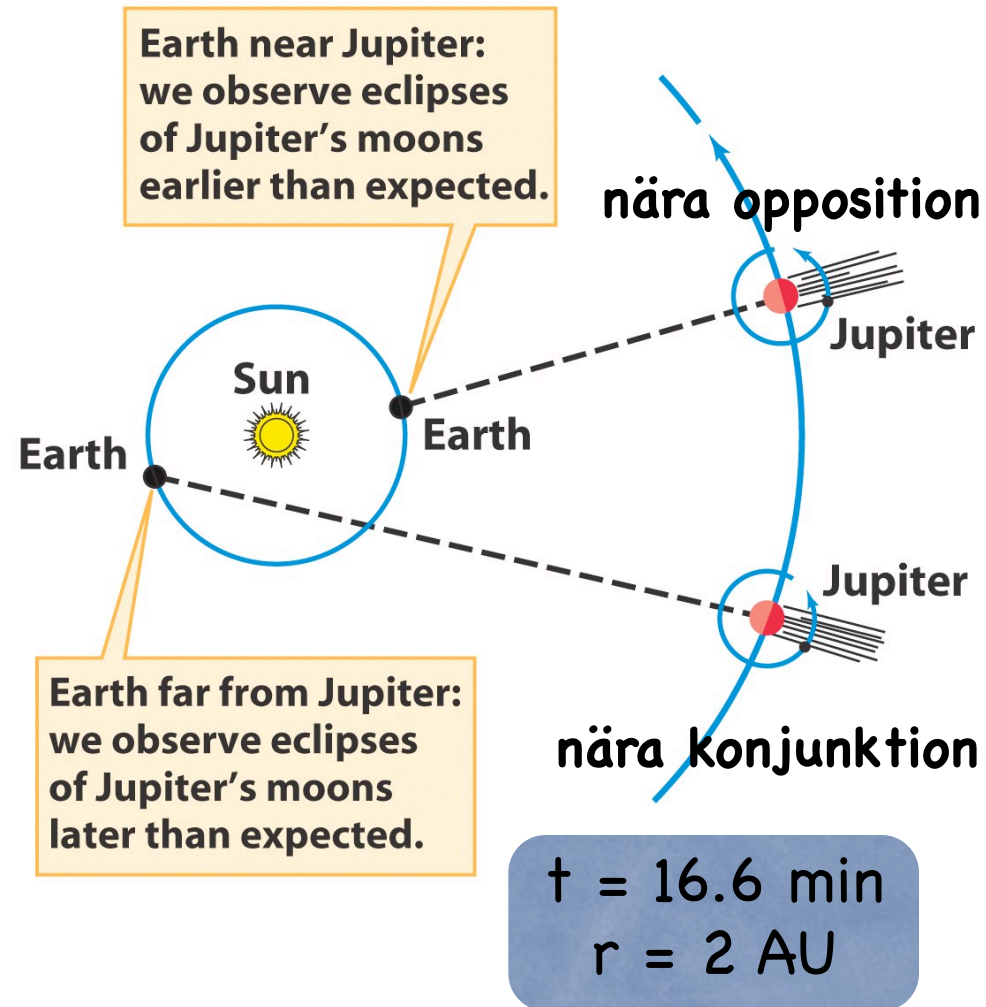 Earth near Jupiter:
we observe eclipses
of Jupiter's moons
earlier than expected.
nära opposition
Jupiter
Sun
Earth
Earth
Jupiter
Earth far from Jupiter:
we observe eclipses
of Jupiter's moons
later than expected.
nära konjunktion
t = 16.6 min
r = 2 AU